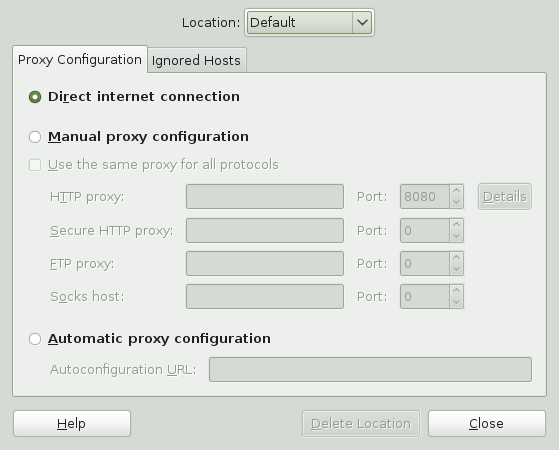 Location: Default
Proxy Configuration Ignored Hosts
Direct internet connection
Manual proxy configuration
Use the same proxy for all protocols
HTTP proxy: Port: 8080 Details
Secure HTTP proxy: Port: 0
FTP proxy: Port: 0
Socks host: Port: 0
Automatic proxy configuration
Autoconfiguration URL:
Help Delete Location Close